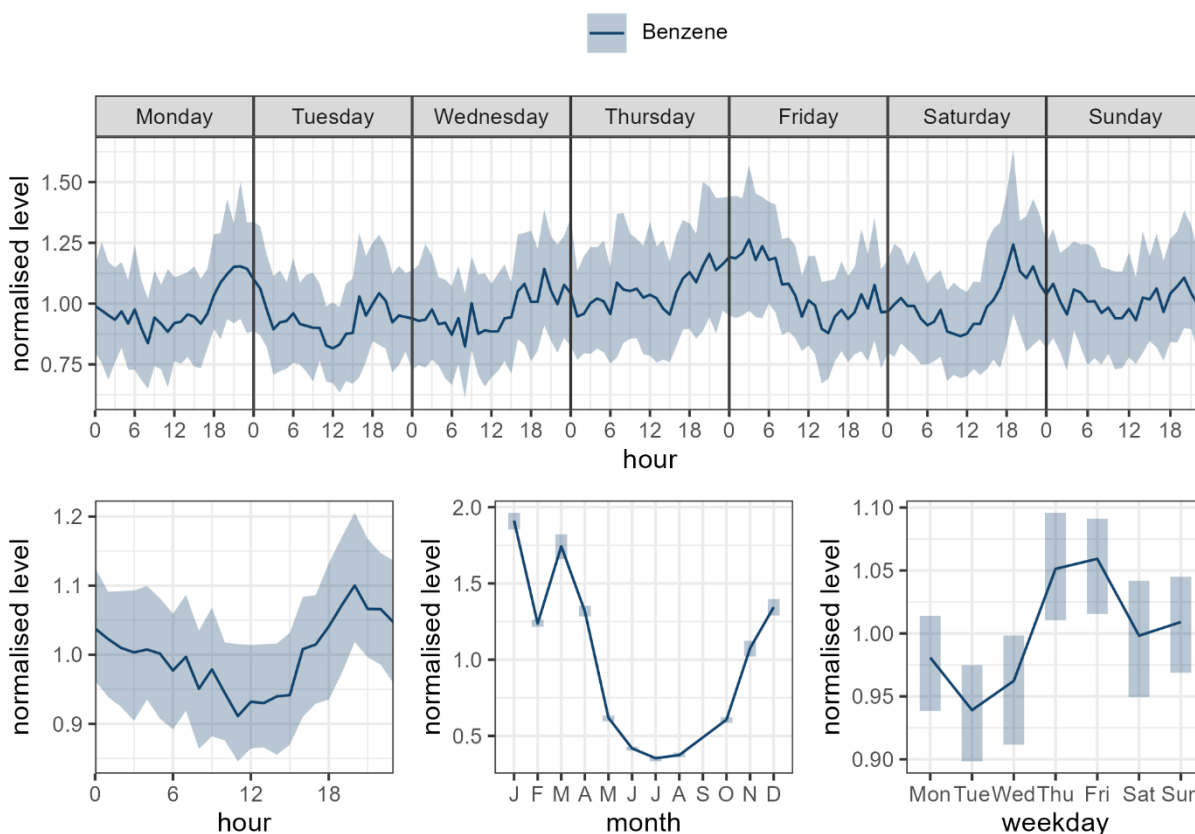 Benzene
Monday Tuesday Wednesday Thursday Friday Saturday Sunday
normalised level
1.50
1.25
1.00
0.75
0 6 12 18 0 6 12 18 0 6 12 18 0 6 12 18 0 6 12 18 0 6 12 18 0 6 12 18
hour
normalised level
1.2
1.1
1.0
0.9
0 6 12 18
hour
normalised level
2.0
1.5
1.0
0.5
J F M A M J J A S O N D
month
normalised level
1.10
1.05
1.00
0.95
0.90
Mon Tue Wed Thu Fri Sat Sun
weekday